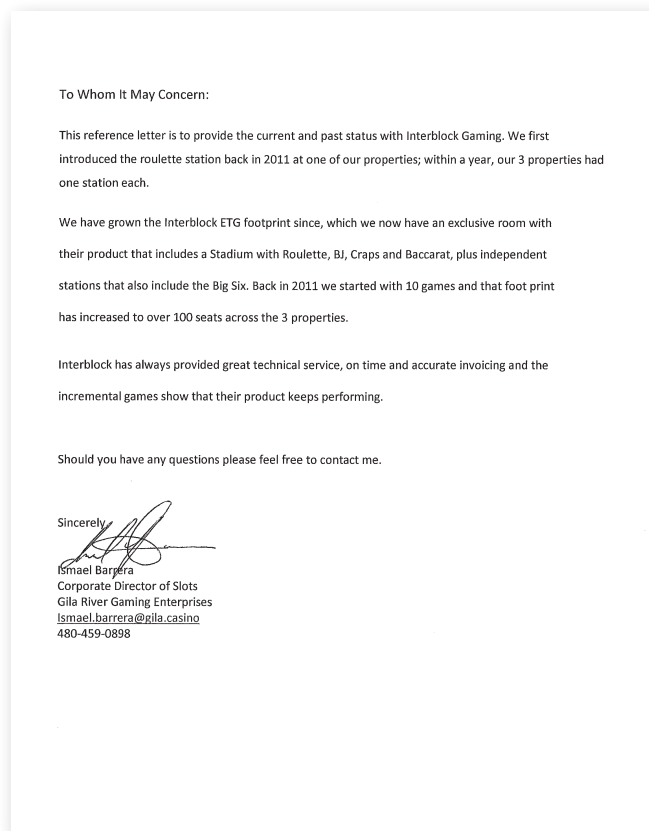 To Whom It May Concern:
This reference letter is to provide the current and past status with Interblock Gaming. We first
introduced the roulette station back in 2011 at one of our properties; within a year, our 3 properties had
one station each.
We have grown the Interblock ETG footprint since, which we now have an exclusive room with
their product that includes a Stadium with Roulette, BJ, Craps and Baccarat, plus independent
stations that also include the Big Six. Back in 2011 we started with 10 games and that foot print
has increased to over 100 seats across the 3 properties.
Interblock has always provided great technical service, on time and accurate invoicing and the
incremental games show that their product keeps performing.
Should you have any questions please feel free to contact me.
Sincerely,
Ismael Barrera
Corporate Director of Slots
Gila River Gaming Enterprises
Ismael.barrera@gila.casino
480-459-0898